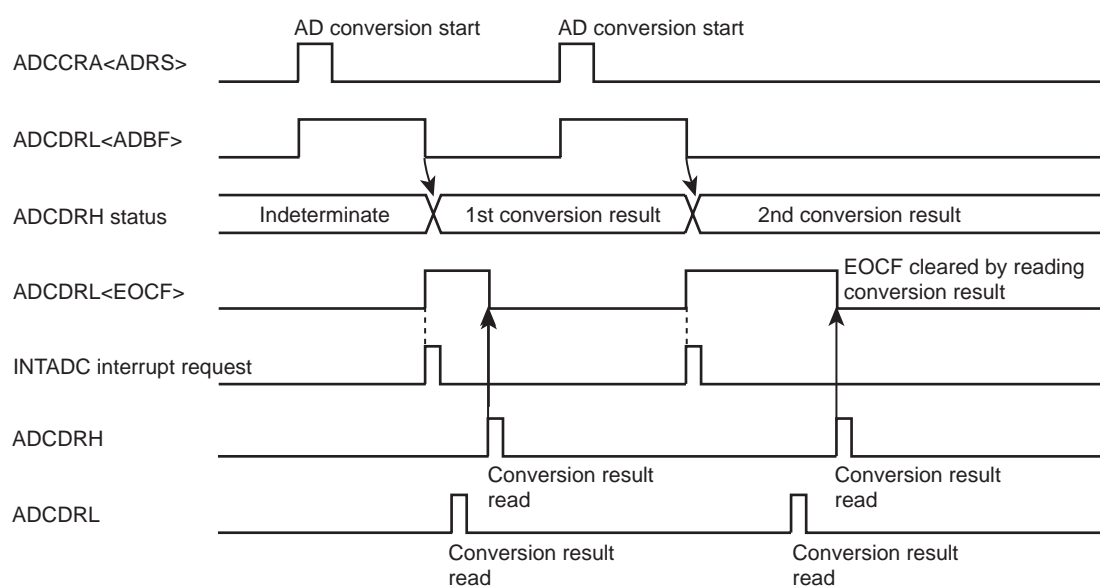 AD conversion start
AD conversion start
ADCCRA<ADRS>
ADCDRL<ADBF>
ADCDRH status
Indeterminate
1st conversion result
2nd conversion result
EOCF cleared by reading
conversion result
ADCDRL<EOCF>
INTADC interrupt request
ADCDRH
Conversion result
read
Conversion result
read
ADCDRL
Conversion result
read
Conversion result
read